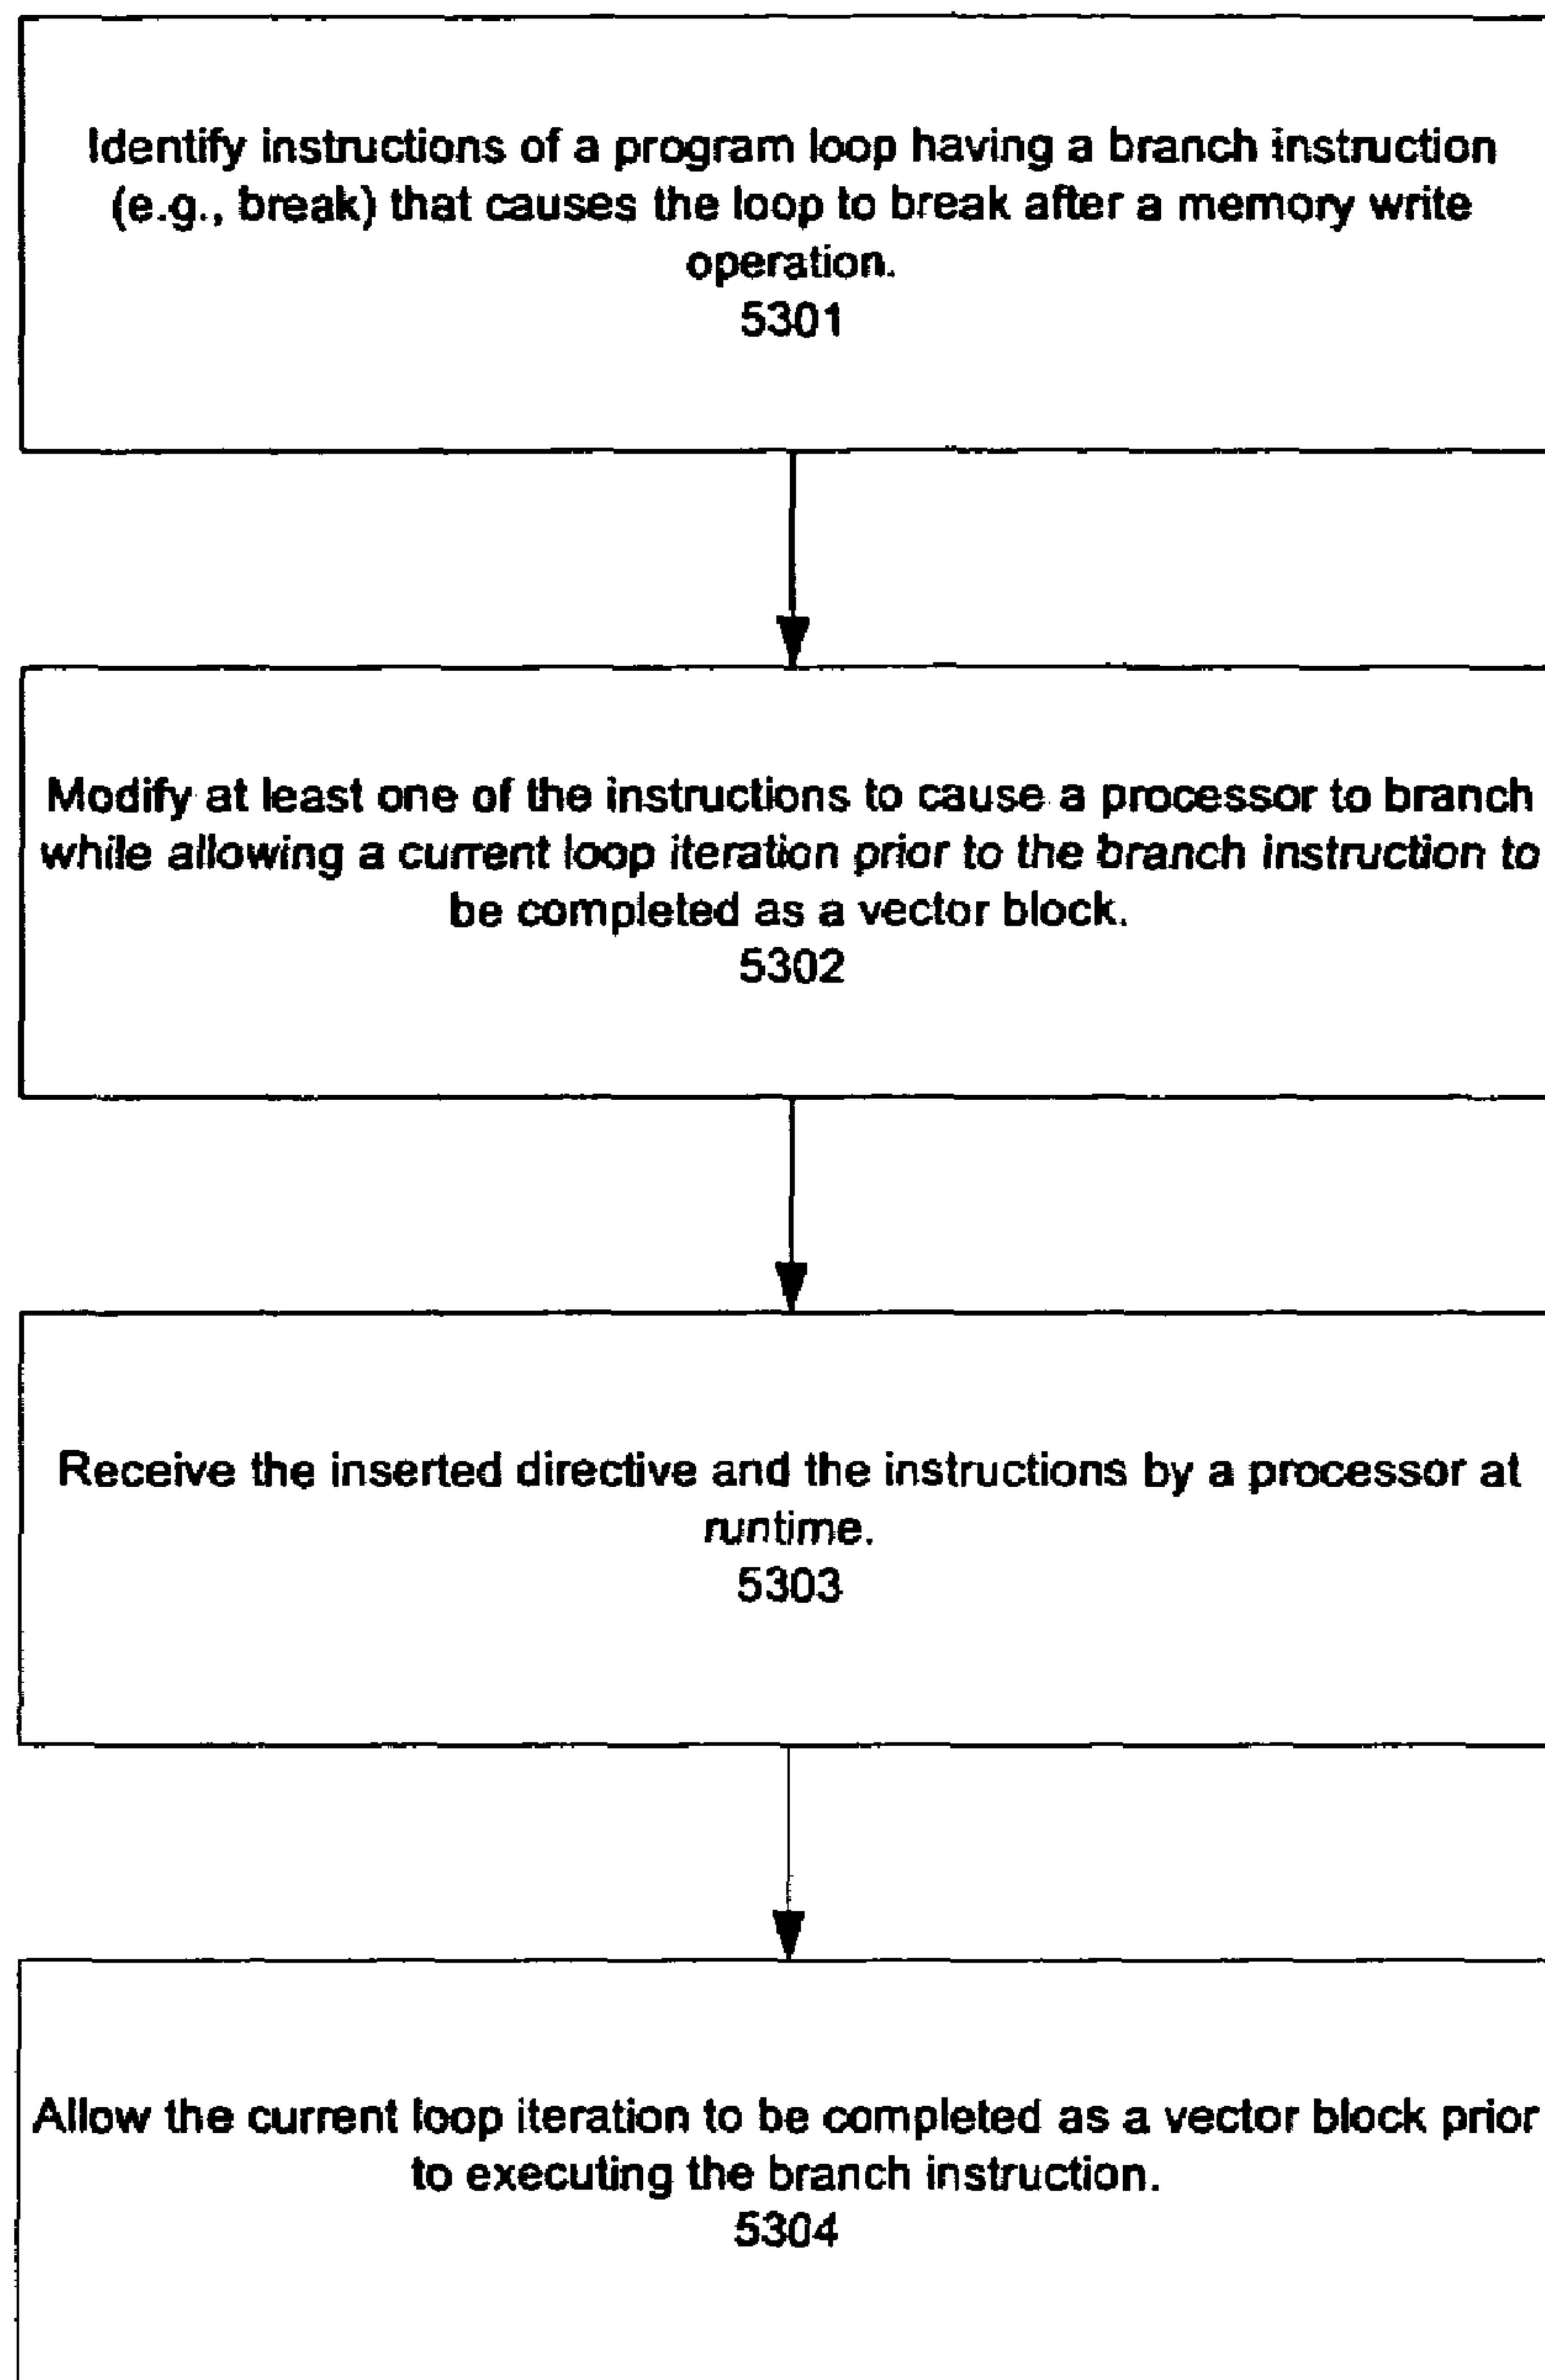 Identify instructions of a program loop having a branch instruction
(e.g., break) that causes the loop to break after a memory write
operation.
5301
Modify at least one of the instructions to cause a processor to branch
while allowing a current loop iteration prior to the branch instruction to
be completed as a vector block.
5302
Receive the inserted directive and the instructions by a processor at
runtime.
5303
Allow the current loop iteration to be completed as a vector block prior
to executing the branch instruction.
5304